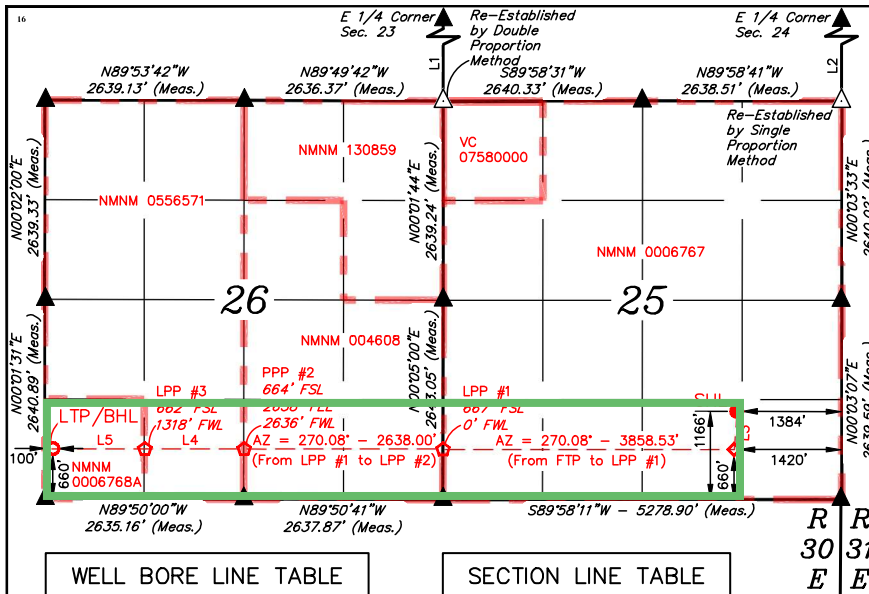 16
E 1/4 Corner
Sec. 23
Re-Established
by Double
Proportion
Method
E 1/4 Corner
Sec. 24
L1
L2
N89°53'42"W
2639.13' (Meas.)
N89°49'42"W
2636.37' (Meas.)
S89°58'31"W
2640.33' (Meas.)
N89°58'41"W
2638.51' (Meas.)
Re-Established
by Single
Proportion
Method
NMNM 130859
VC
07580000
NMNM 0556571
NMNM 0006767
N00°02'00"E
2639.33' (Meas.)
N00°01'44"E
2639.24' (Meas.)
N00°03'33"E
2640.02' (Meas.)
26
25
NMNM 004608
N00°01'31"E
2640.89' (Meas.)
N00°05'00"E
2643.05' (Meas.)
N00°03'07"E
(Meas.)
LPP #3
662' FSL
1318' FWL
PPP #2
664' FSL
2636' FWL
LPP #1
667' FSL
0' FWL
LTP/BHL
L5
L4
L3
AZ = 270.08° - 2638.00'
(From LPP #1 to LPP #2)
AZ = 270.08° - 3858.53'
(From FTP to LPP #1)
1166'
1384'
1420'
660'
100'
660'
NMNM
0006768A
N89°50'00"W
2635.16' (Meas.)
N89°50'41"W
2637.87' (Meas.)
S89°58'11"W - 5278.90' (Meas.)
R R
30 31
E E
WELL BORE LINE TABLE
SECTION LINE TABLE